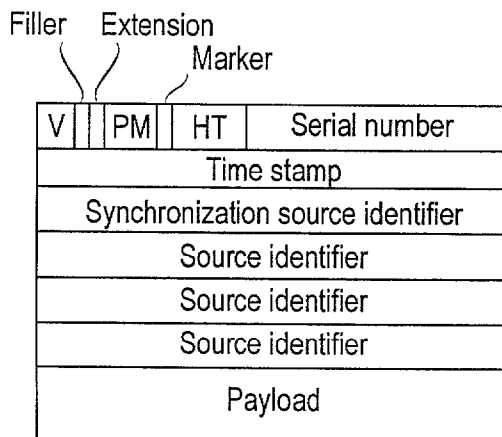 Filler Extension
Marker
V PM HT Serial number
Time stamp
Synchronization source identifier
Source identifier
Source identifier
Source identifier
Payload